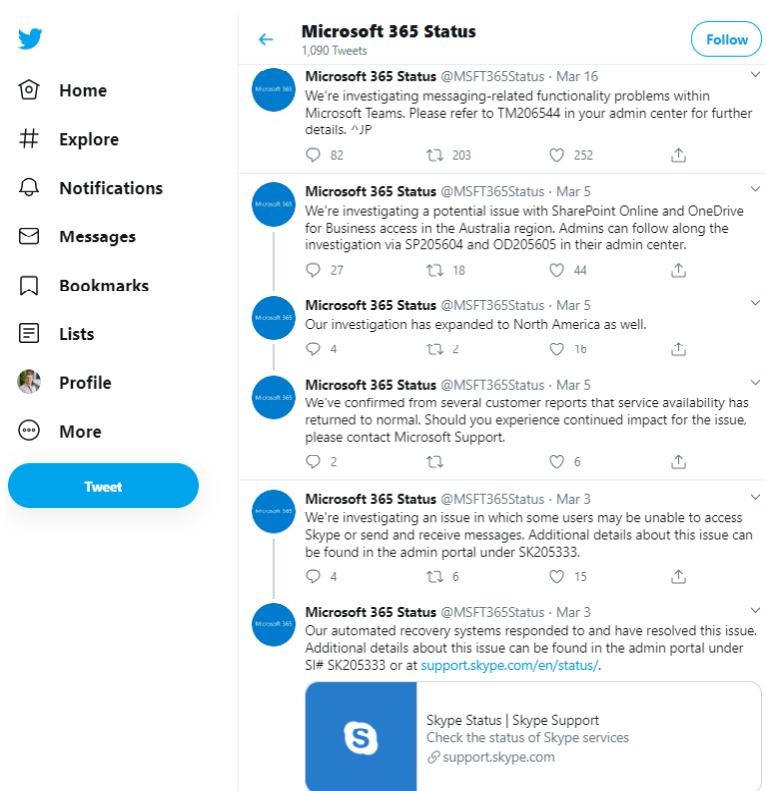 Home
Explore
Notifications
Messages
Bookmarks
Lists
Profile
More
Tweet
Microsoft 365 Status
1,090 Tweets
Follow
Microsoft 365
Microsoft 365 Status @MSFT365Status · Mar 16
We're investigating messaging-related functionality problems within
Microsoft Teams. Please refer to TM206544 in your admin center for further
details. ^JP
82 203 252
Microsoft 365
Microsoft 365 Status @MSFT365Status · Mar 5
We're investigating a potential issue with SharePoint Online and OneDrive
for Business access in the Australia region. Admins can follow along the
investigation via SP205604 and OD205605 in their admin center.
27 18 44
Microsoft 365
Microsoft 365 Status @MSFT365Status · Mar 5
Our investigation has expanded to North America as well.
4 2 16
Microsoft 365
Microsoft 365 Status @MSFT365Status · Mar 5
We've confirmed from several customer reports that service availability has
returned to normal. Should you experience continued impact for the issue,
please contact Microsoft Support.
2 6
Microsoft 365
Microsoft 365 Status @MSFT365Status · Mar 3
We're investigating an issue in which some users may be unable to access
Skype or send and receive messages. Additional details about this issue can
be found in the admin portal under SK205333.
4 6 15
Microsoft 365
Microsoft 365 Status @MSFT365Status · Mar 3
Our automated recovery systems responded to and have resolved this issue.
Additional details about this issue can be found in the admin portal under
SI# SK205333 or at support.skype.com/en/status/.
S
Skype Status | Skype Support
Check the status of Skype services
support.skype.com